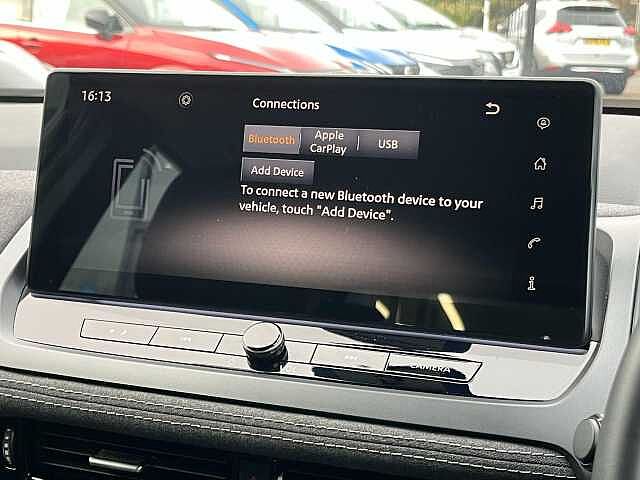 16:13
Connections
Bluetooth
Apple
CarPlay
USB
Add Device
To connect a new Bluetooth device to your
vehicle, touch "Add Device".
CAMERA